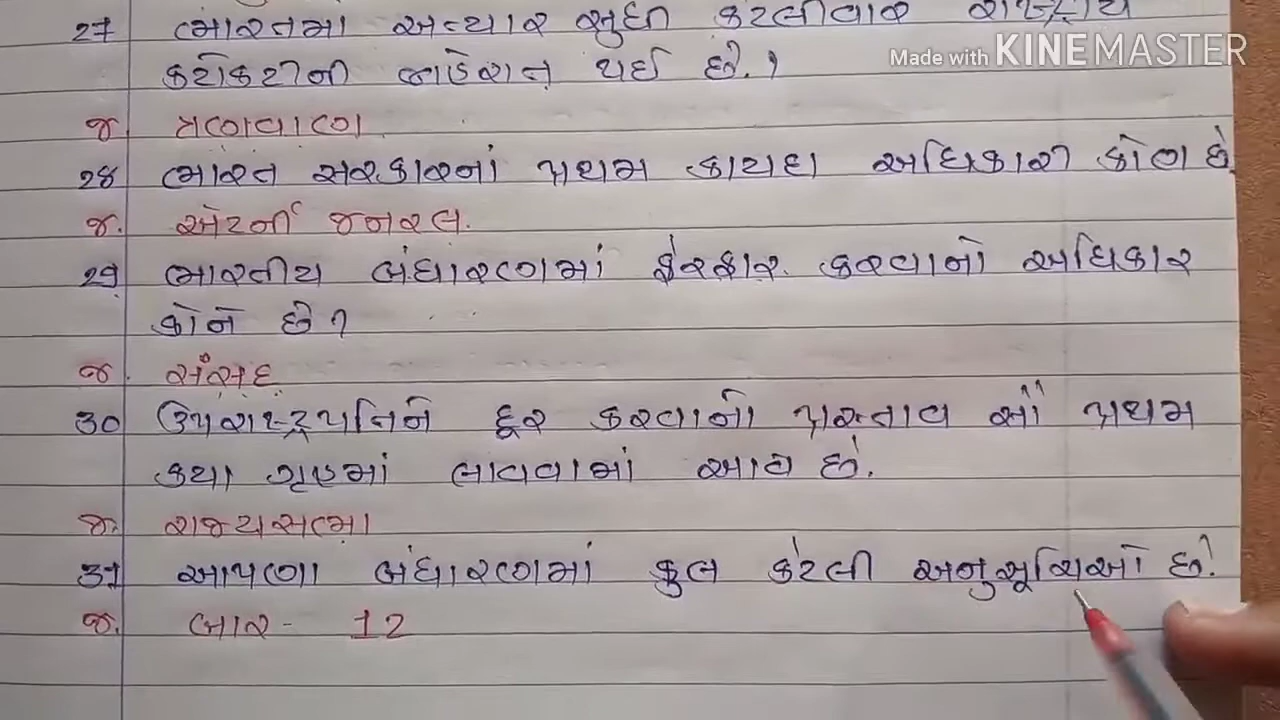 27 ભારતમા અત્યાર સુધી કેટલીવાર રાષ્ટ્રીય
Made with KINEMASTER
કટોકટીની જાહેરાત થઈ છે.?
જ. ત્રણવાળા.
28 ભારત સરકારનાં પ્રથમ કાયદા અધિકારી કોણ છે
જ. એટર્ની જનરલ.
29 ભારતીય બંધારણમાં ફેરફાર કરવાનો અધિકાર
કોને છે?
જ. સંસદ
30 ઉપરાષ્ટ્રપતિને દૂર કરવાનો પ્રસ્તાવ સૌ પ્રથમ
કયા ગૃહમાં લાવવામાં આવે છે.
જ. રાજ્યસભા
31 આપણા બંધારણમાં કુલ કેટલી અનુસૂચિઓ છે.
જ. બાર - 12